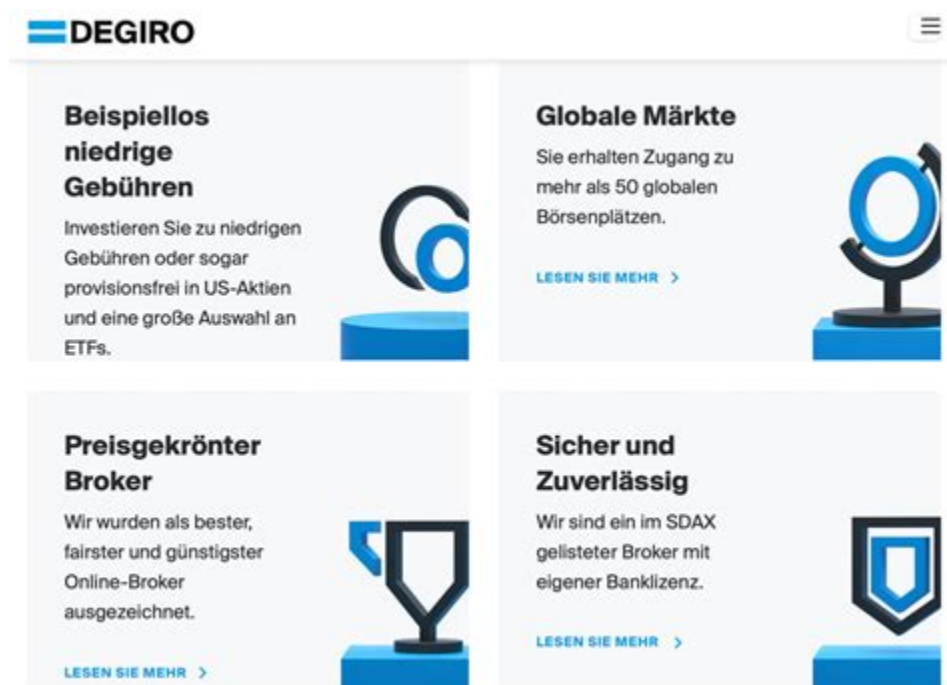 DEGIRO
Beispiellos
niedrige
Gebühren
Investieren Sie zu niedrigen
Gebühren oder sogar
provisionsfrei in US-Aktien
und eine große Auswahl an
ETFs.
Globale Märkte
Sie erhalten Zugang zu
mehr als 50 globalen
Börsenplätzen.
LESEN SIE MEHR
Preisgekrönter
Broker
Wir wurden als bester,
fairster und günstigster
Online-Broker
ausgezeichnet.
LESEN SIE MEHR
Sicher und
Zuverlässig
Wir sind ein im SDAX
gelisteter Broker mit
eigener Banklizenz.
LESEN SIE MEHR